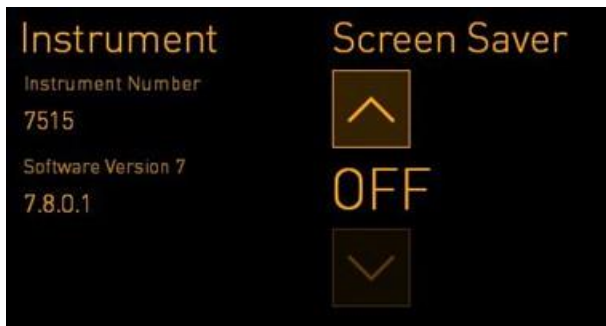 Instrument
Instrument Number
7515
Software Version 7
7.8.0.1
Screen Saver
OFF